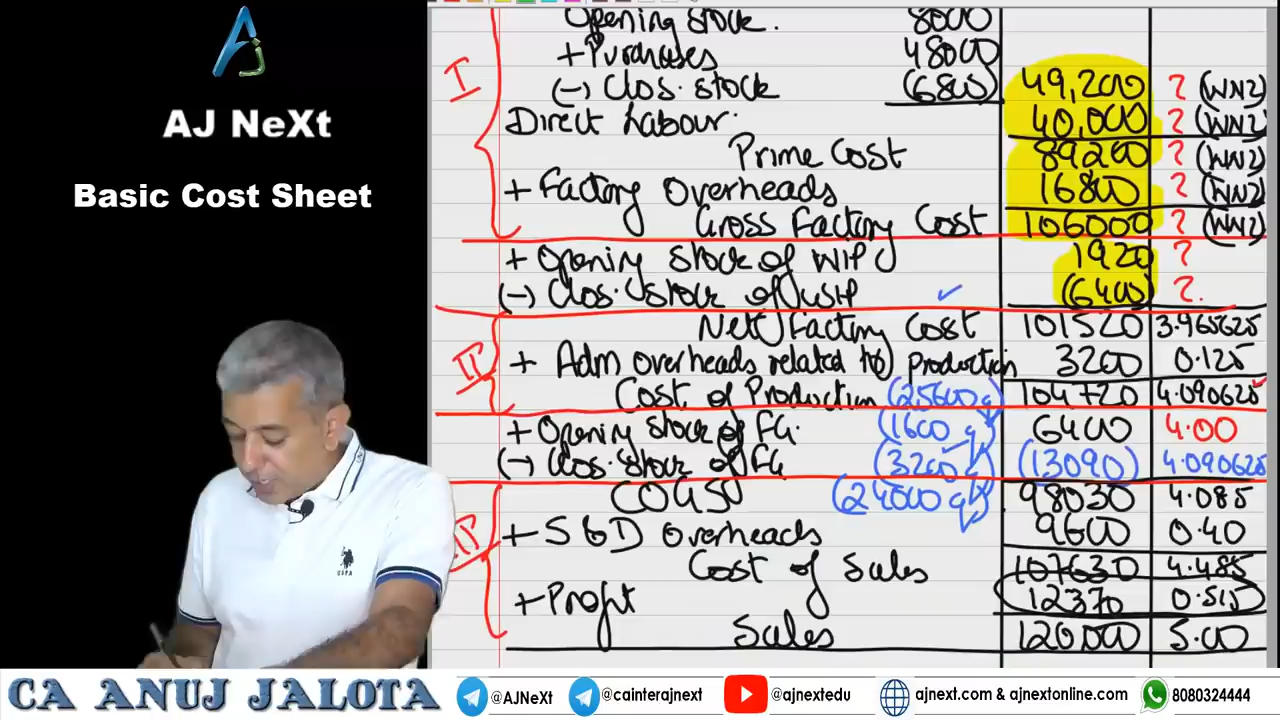 AJ NeXt
Basic Cost Sheet
I
Opening stock. 8000
+Purchases 48000
(-) Clos. stock (6800) 49,200 ? (WN2)
Direct Labour. 40,000 ? (WN2)
Prime Cost 89200 ? (WN2)
+ Factory Overheads 16800 ? (WN2)
Gross Factory Cost 106000 ? (WN2)
+ Opening stock of WIP 1920 ?
(-) Clos. stock of WIP (6400) ?.
II
Net Factory Cost 101520 3.965625
+ Adm overheads related to production 3200 0.125
Cost of Production (25600 q) 104720 4.090625
+ Opening stock of FG. (1600 q) 6400 4.00
(-) Clos. stock of FG (3200 q) (13090) 4.090625
III
COGS (24000 q) 98030 4.085
+ S&D overheads 9600 0.40
Cost of Sales 107630 4.485
+Profit 12370 0.515
Sales 120,000 5.00
CA ANUJ JALOTA @AJNeXt @cainterajnext @ajnextedu ajnext.com & ajnextonline.com 8080324444